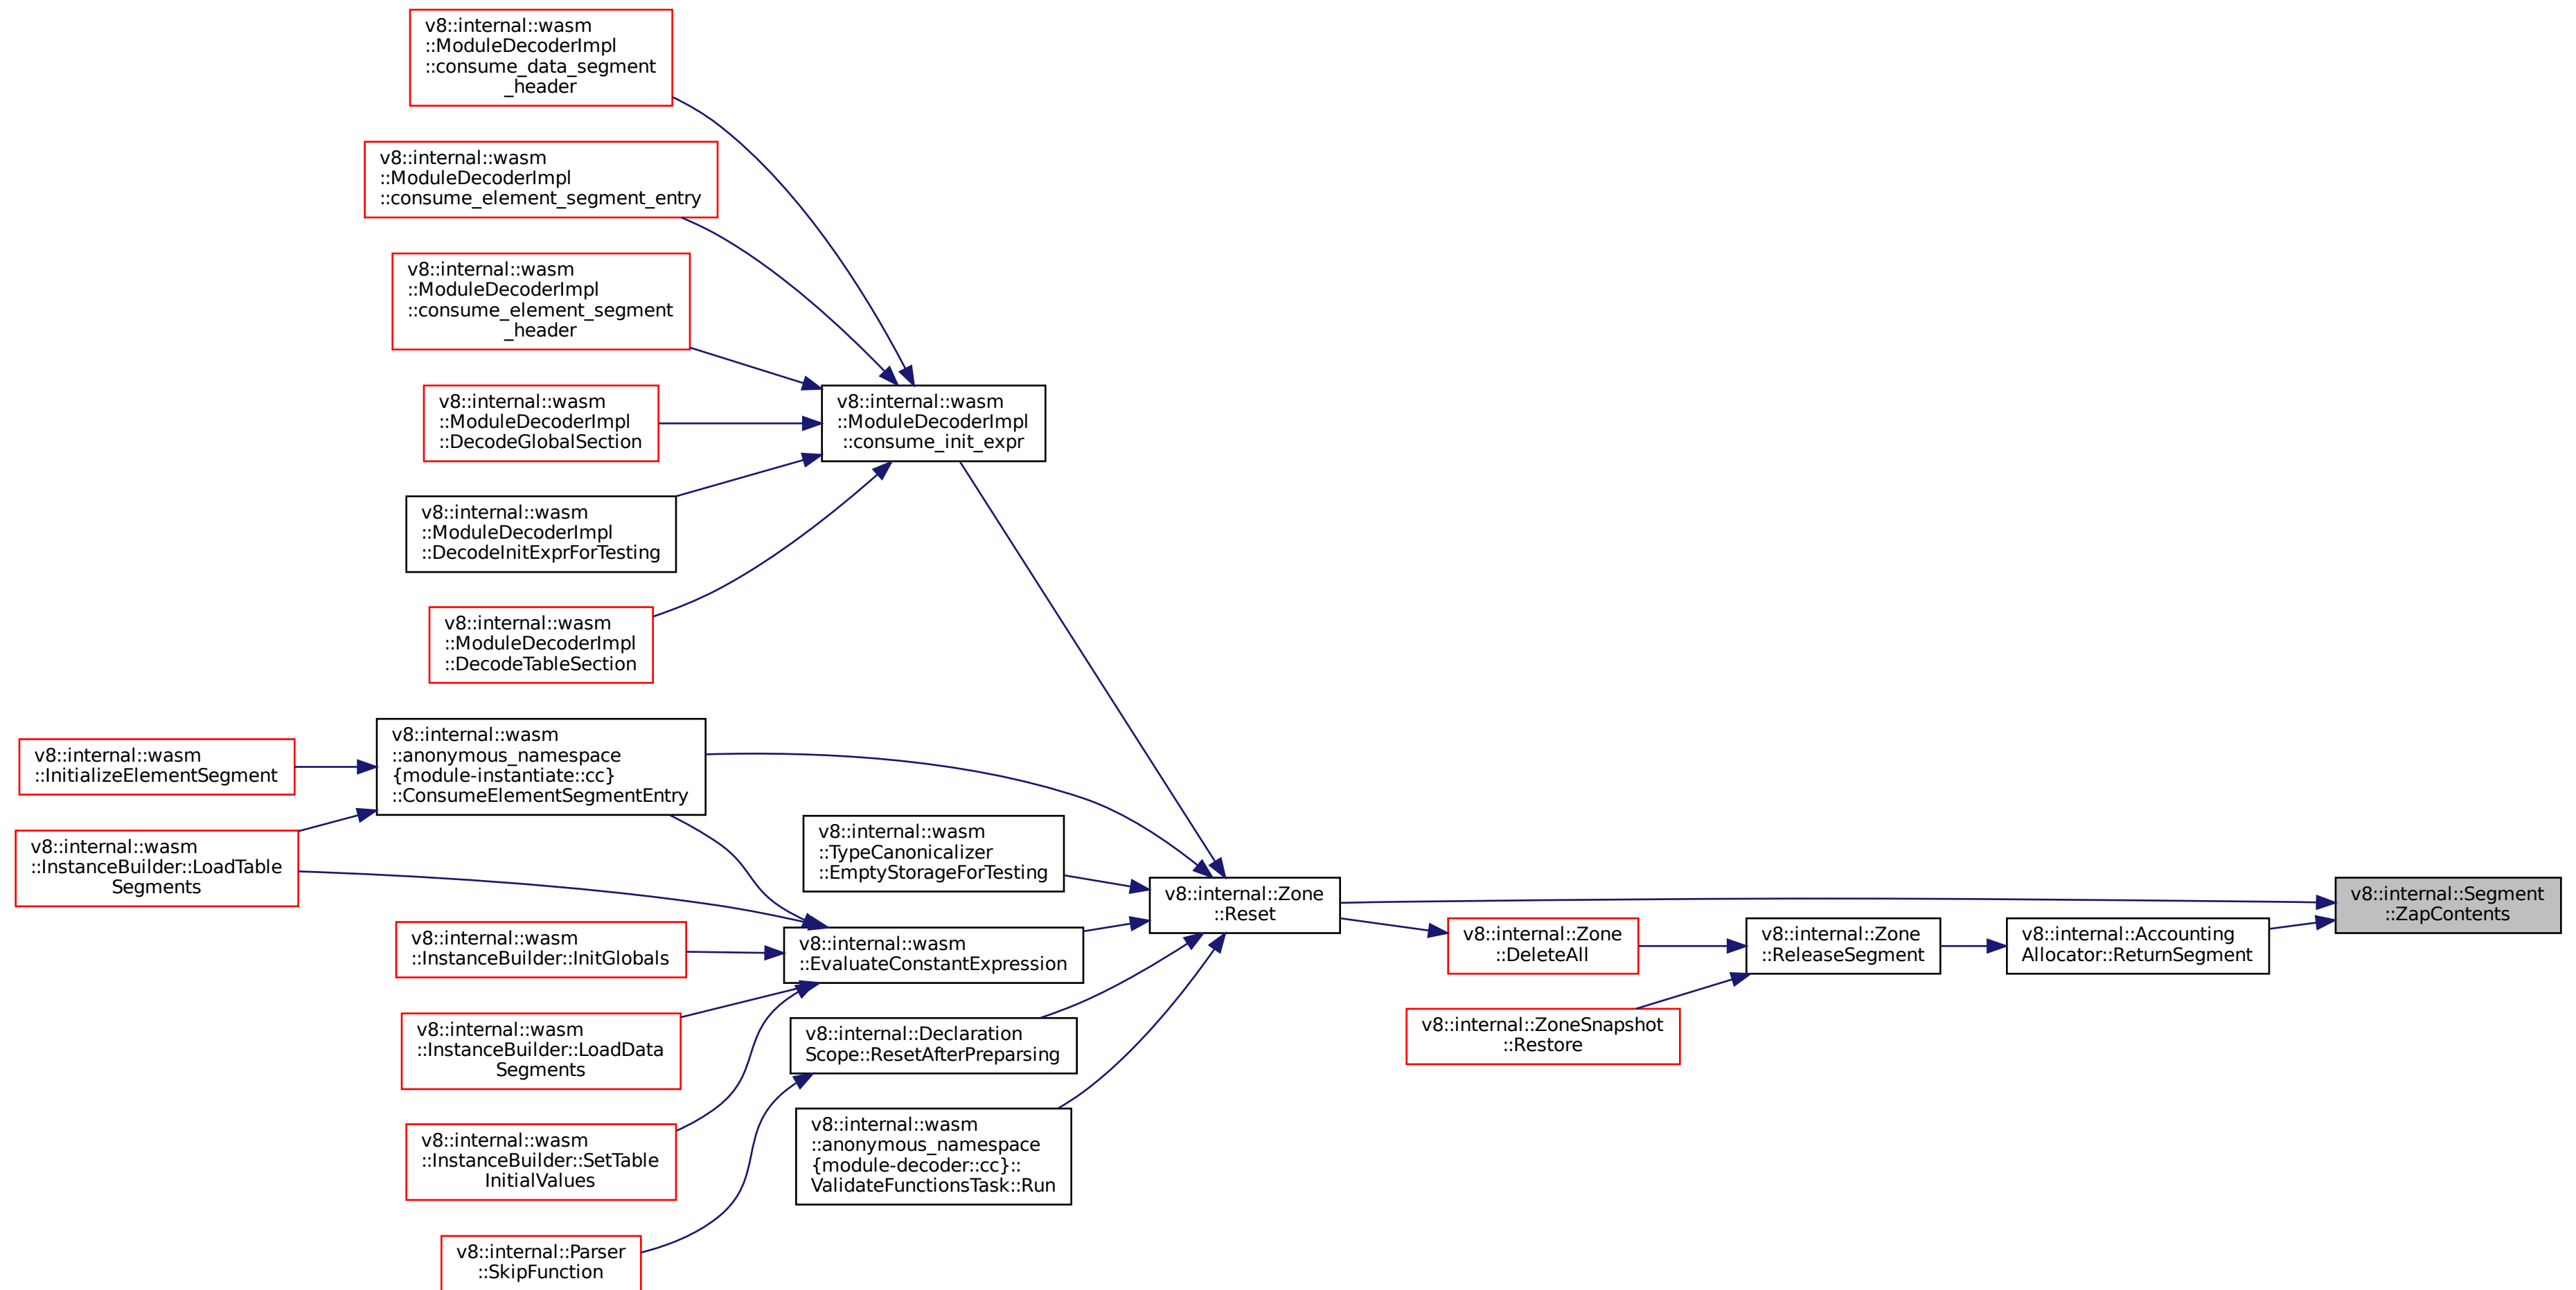 v8::internal::wasm
::ModuleDecoderImpl
::consume_data_segment
_header
v8::internal::wasm
::ModuleDecoderImpl
::consume_element_segment_entry
v8::internal::wasm
::ModuleDecoderImpl
::consume_element_segment
_header
v8::internal::wasm
::ModuleDecoderImpl
::DecodeGlobalSection
v8::internal::wasm
::ModuleDecoderImpl
::consume_init_expr
v8::internal::wasm
::ModuleDecoderImpl
::DecodeInitExprForTesting
v8::internal::wasm
::ModuleDecoderImpl
::DecodeTableSection
v8::internal::wasm
::InitializeElementSegment
v8::internal::wasm
::anonymous_namespace
{module-instantiate::cc}
::ConsumeElementSegmentEntry
v8::internal::wasm
::InstanceBuilder::LoadTable
Segments
v8::internal::wasm
::TypeCanonicalizer
::EmptyStorageForTesting
v8::internal::wasm
::InstanceBuilder::InitGlobals
v8::internal::wasm
::EvaluateConstantExpression
v8::internal::Zone
::Reset
v8::internal::Zone
::DeleteAll
v8::internal::Zone
::ReleaseSegment
v8::internal::Accounting
Allocator::ReturnSegment
v8::internal::Segment
::ZapContents
v8::internal::ZoneSnapshot
::Restore
v8::internal::wasm
::InstanceBuilder::LoadData
Segments
v8::internal::Declaration
Scope::ResetAfterPreparsing
v8::internal::wasm
::InstanceBuilder::SetTable
InitialValues
v8::internal::wasm
::anonymous_namespace
{module-decoder::cc}::
ValidateFunctionsTask::Run
v8::internal::Parser
::SkipFunction